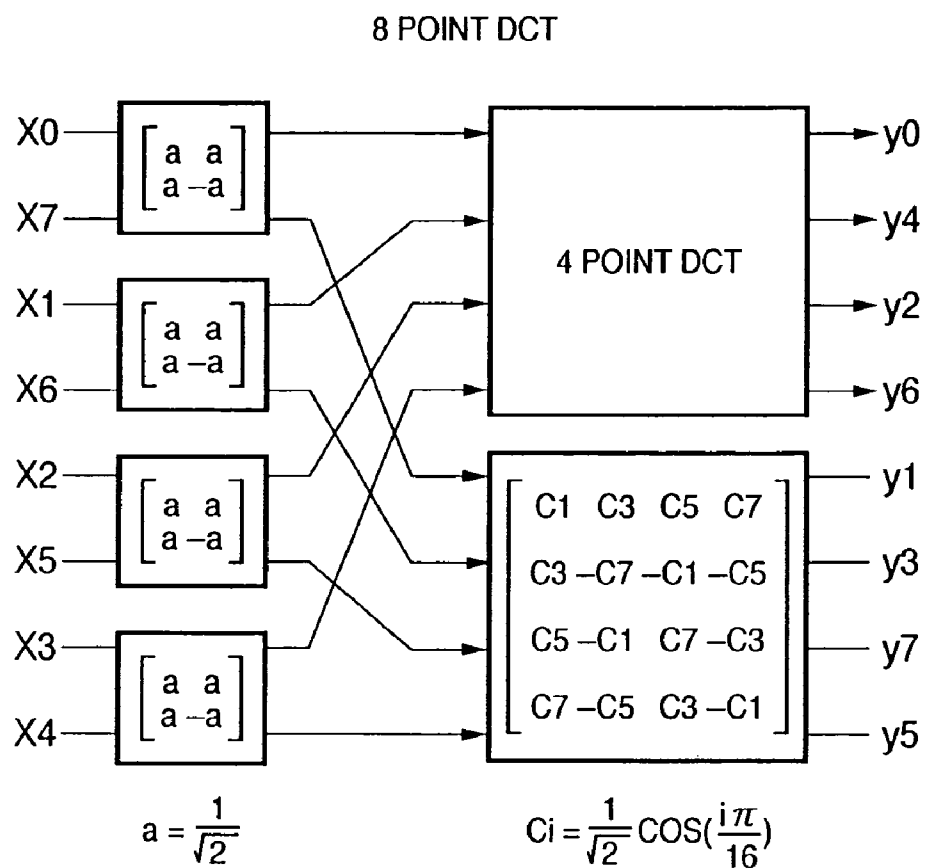 8 POINT DCT
X0
a a
a -a
X7
X1
a a
a -a
X6
X2
a a
a -a
X5
X3
a a
a -a
X4
4 POINT DCT
y0
y4
y2
y6
C1 C3 C5 C7
C3 -C7 -C1 -C5
C5 -C1 C7 -C3
C7 -C5 C3 -C1
y1
y3
y7
y5
a = 1/√2
Ci = 1/√2 COS(iπ/16)